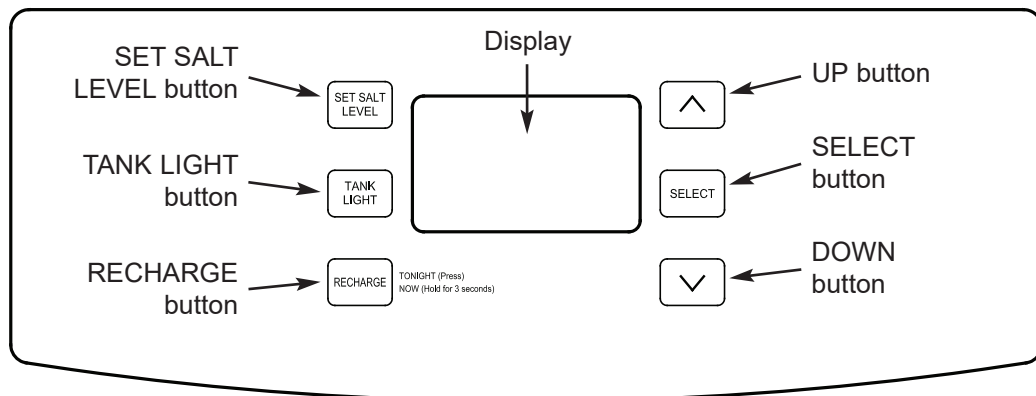 Display
SET SALT
LEVEL button
SET SALT
LEVEL
UP button
TANK LIGHT
button
TANK
LIGHT
SELECT
SELECT
button
RECHARGE
button
RECHARGE
TONIGHT (Press)
NOW (Hold for 3 seconds)
DOWN
button